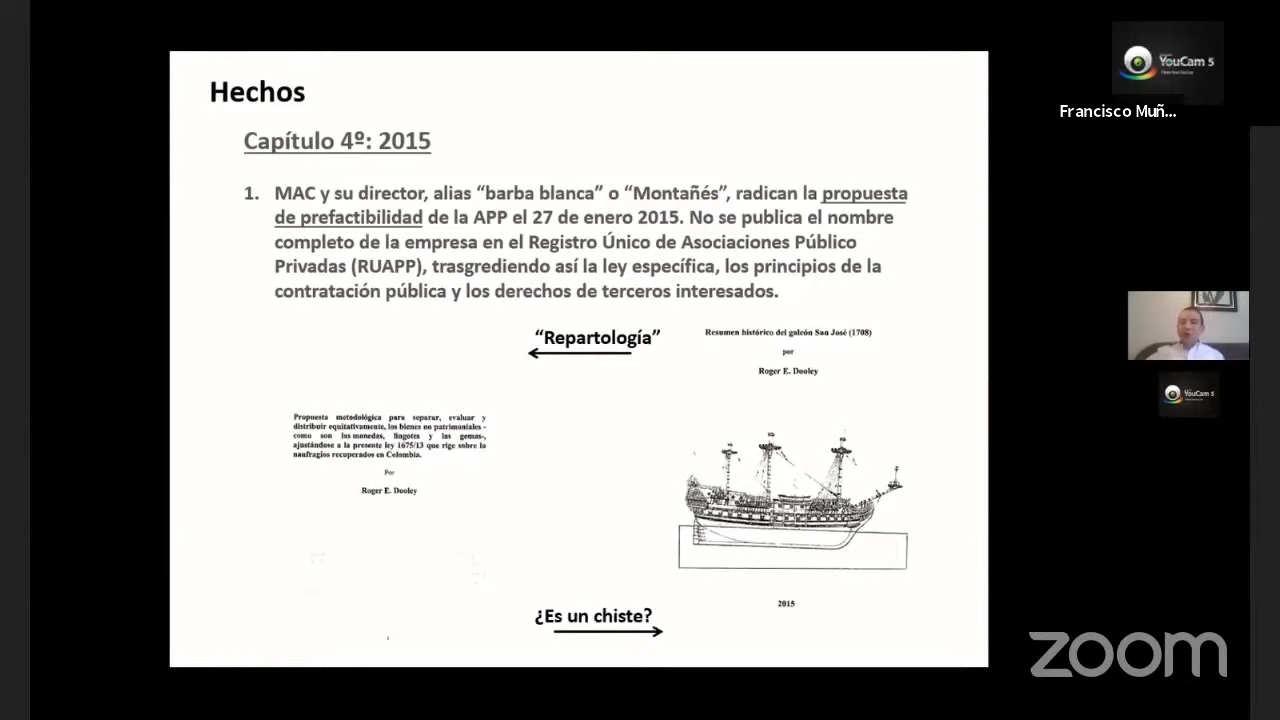 Hechos
Capítulo 4º: 2015
1. MAC y su director, alias “barba blanca” o “Montañés”, radican la propuesta
de prefactibilidad de la APP el 27 de enero 2015. No se publica el nombre
completo de la empresa en el Registro Único de Asociaciones Público
Privadas (RUAPP), trasgrediendo así la ley específica, los principios de la
contratación pública y los derechos de terceros interesados.
“Repartología”
Resumen histórico del galeón San José (1708)
por
Roger E. Dooley
Propuesta metodológica para separar, evaluar y
distribuir equitativamente, los bienes no patrimoniales -
como son las monedas, lingotes y las gemas-,
ajustándose a la presente ley 1675/13 que rige sobre lo
naufragios recuperados en Colombia.
Por
Roger E. Dooley
2015
¿Es un chiste?
1
YouCam 5
Francisco Muñ...
YouCam 5
zoom